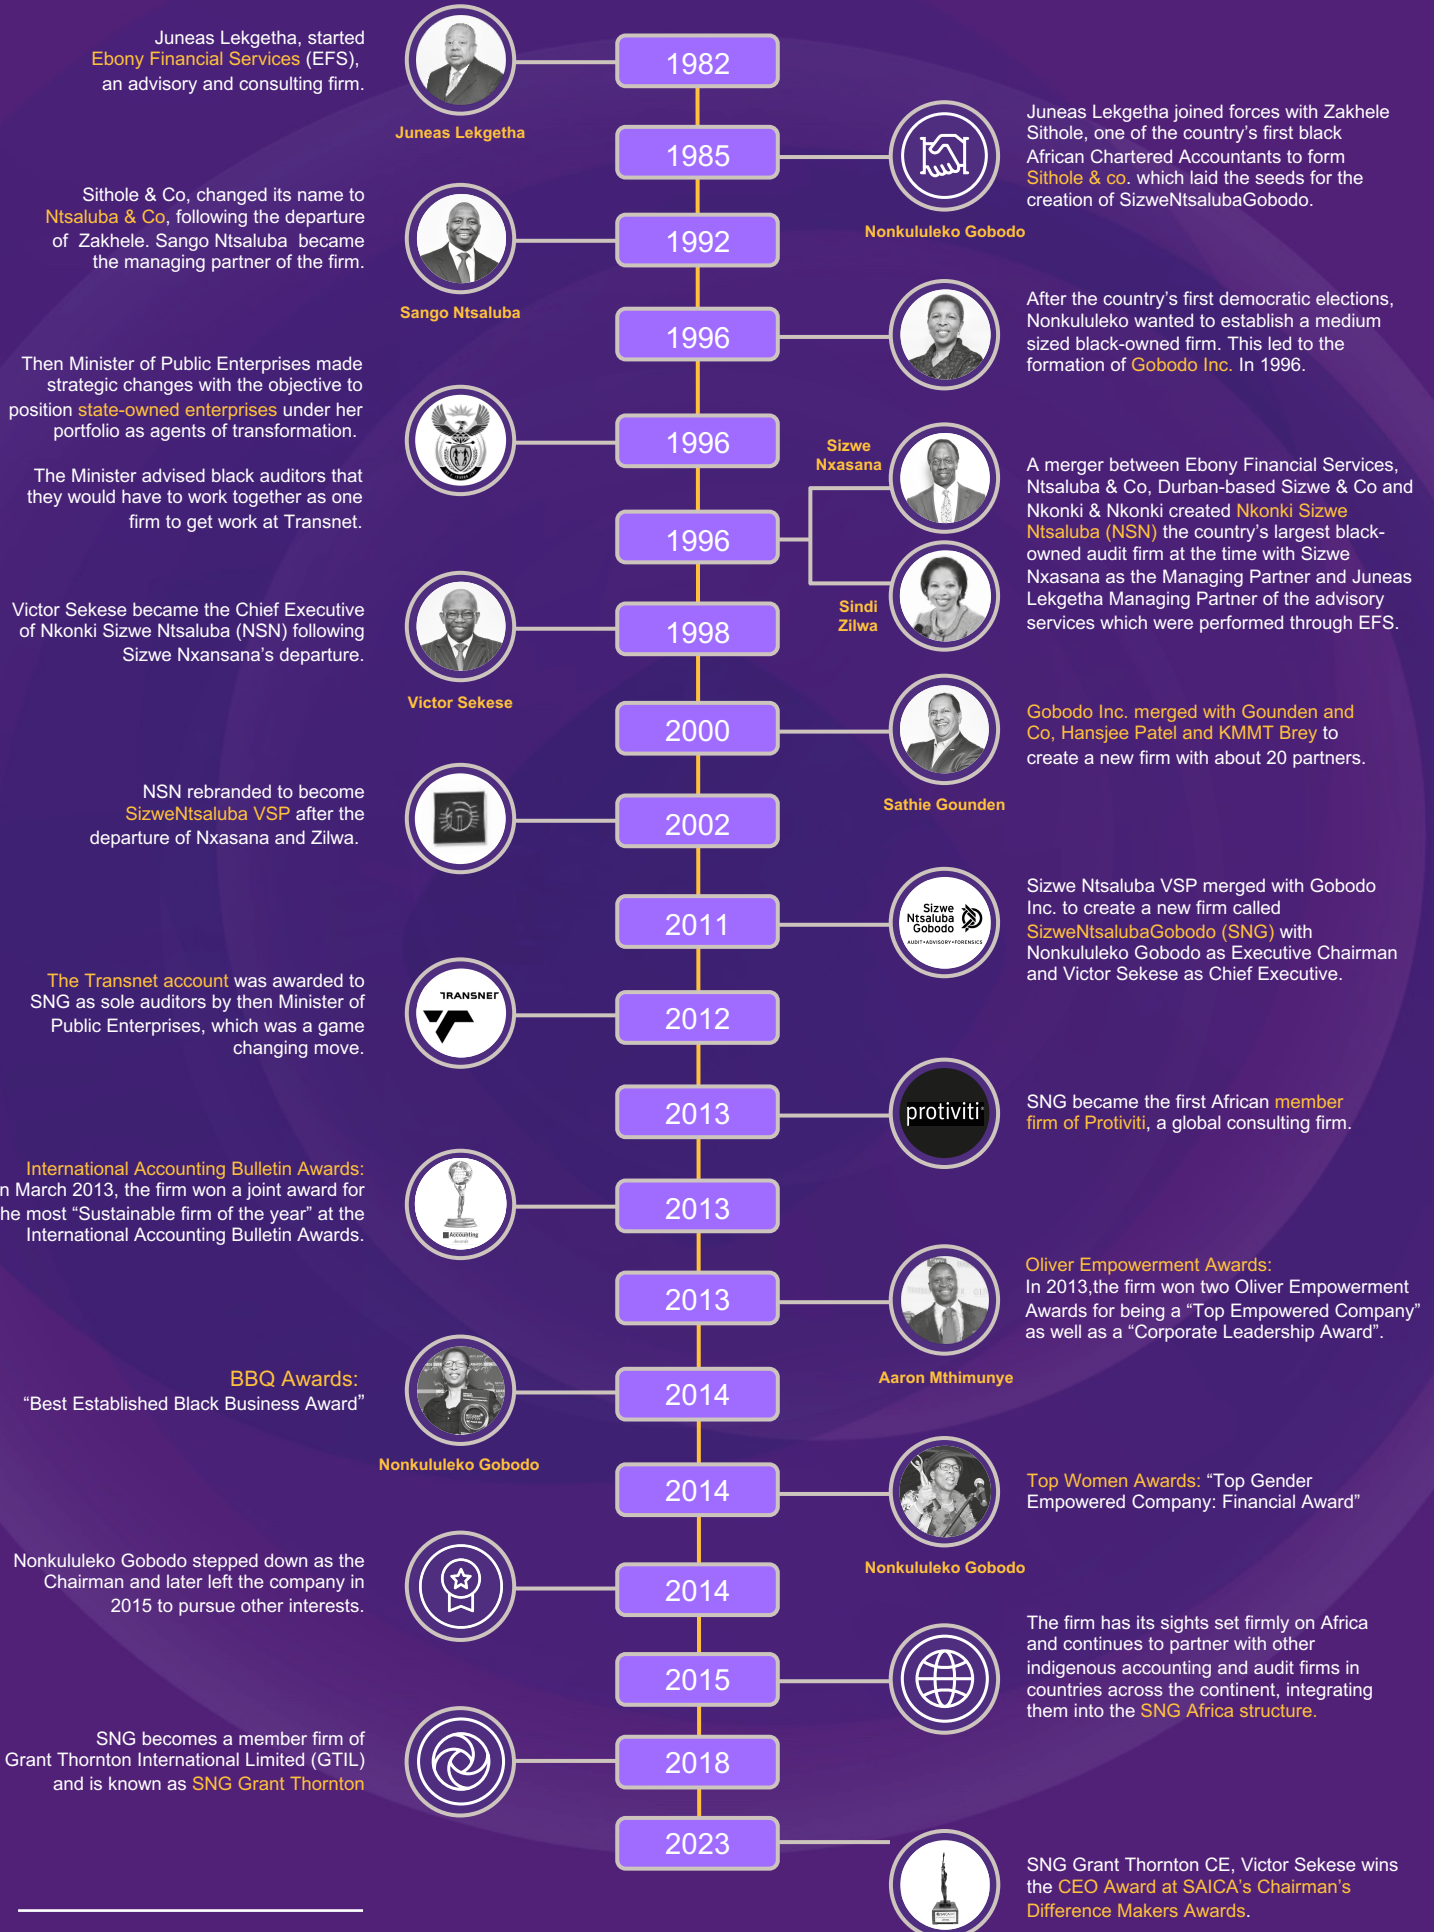 Juneas Lekgetha, started
Ebony Financial Services (EFS),
an advisory and consulting firm.
Juneas Lekgetha
1982
1985
Juneas Lekgetha joined forces with Zakhele
Sithole, one of the country's first black
African Chartered Accountants to form
Sithole & co. which laid the seeds for the
creation of SizweNtsalubaGobodo.
Nonkululeko Gobodo
Sithole & Co, changed its name to
Ntsaluba & Co, following the departure
of Zakhele. Sango Ntsaluba became
the managing partner of the firm.
Sango Ntsaluba
1992
1996
After the country's first democratic elections,
Nonkululeko wanted to establish a medium
sized black-owned firm. This led to the
formation of Gobodo Inc. In 1996.
Then Minister of Public Enterprises made
strategic changes with the objective to
position state-owned enterprises under her
portfolio as agents of transformation.
The Minister advised black auditors that
they would have to work together as one
firm to get work at Transnet.
1996
1996
Sizwe
Nxasana
Sindi
Zilwa
A merger between Ebony Financial Services,
Ntsaluba & Co, Durban-based Sizwe & Co and
Nkonki & Nkonki created Nkonki Sizwe
Ntsaluba (NSN) the country's largest black-
owned audit firm at the time with Sizwe
Nxasana as the Managing Partner and Juneas
Lekgetha Managing Partner of the advisory
services which were performed through EFS.
Victor Sekese became the Chief Executive
of Nkonki Sizwe Ntsaluba (NSN) following
Sizwe Nxansana's departure.
Victor Sekese
1998
2000
Gobodo Inc. merged with Gounden and
Co, Hansjee Patel and KMMT Brey to
create a new firm with about 20 partners.
Sathie Gounden
NSN rebranded to become
SizweNtsaluba VSP after the
departure of Nxasana and Zilwa.
2002
2011
Sizwe
Ntsaluba
Gobodo
AUDIT•ADVISORY•FORENSICS
Sizwe Ntsaluba VSP merged with Gobodo
Inc. to create a new firm called
SizweNtsalubaGobodo (SNG) with
Nonkululeko Gobodo as Executive Chairman
and Victor Sekese as Chief Executive.
The Transnet account was awarded to
SNG as sole auditors by then Minister of
Public Enterprises, which was a game
changing move.
TRANSNET
2012
2013
protiviti
SNG became the first African member
firm of Protiviti, a global consulting firm.
International Accounting Bulletin Awards:
n March 2013, the firm won a joint award for
he most “Sustainable firm of the year” at the
International Accounting Bulletin Awards.
Accounting
2013
2013
Oliver Empowerment Awards:
In 2013,the firm won two Oliver Empowerment
Awards for being a “Top Empowered Company”
as well as a “Corporate Leadership Award”.
Aaron Mthimunye
BBQ Awards:
“Best Established Black Business Award”
Nonkululeko Gobodo
2014
2014
Top Women Awards: “Top Gender
Empowered Company: Financial Award”
Nonkululeko Gobodo
Nonkululeko Gobodo stepped down as the
Chairman and later left the company in
2015 to pursue other interests.
2014
2015
The firm has its sights set firmly on Africa
and continues to partner with other
indigenous accounting and audit firms in
countries across the continent, integrating
them into the SNG Africa structure.
SNG becomes a member firm of
Grant Thornton International Limited (GTIL)
and is known as SNG Grant Thornton
2018
2023
SNG Grant Thornton CE, Victor Sekese wins
the CEO Award at SAICA's Chairman's
Difference Makers Awards.